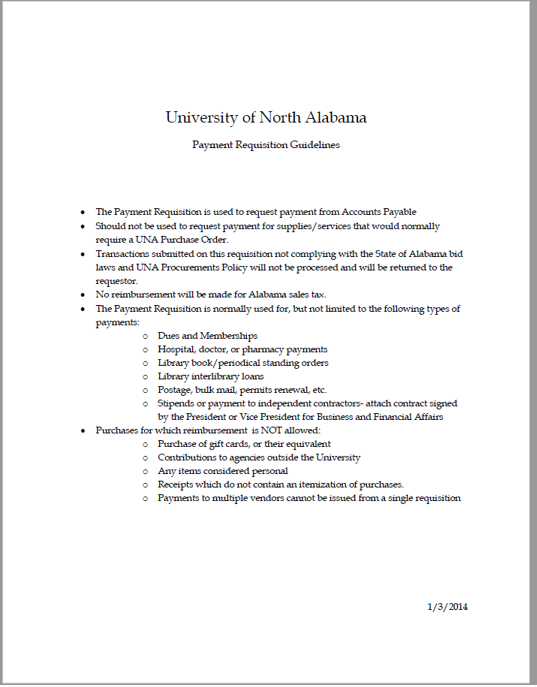 University of North Alabama
Payment Requisition Guidelines
• The Payment Requisition is used to request payment from Accounts Payable
• Should not be used to request payment for supplies/services that would normally
require a UNA Purchase Order.
• Transactions submitted on this requisition not complying with the State of Alabama bid
laws and UNA Procurements Policy will not be processed and will be returned to the
requestor.
• No reimbursement will be made for Alabama sales tax.
• The Payment Requisition is normally used for, but not limited to the following types of
payments:
o Dues and Memberships
o Hospital, doctor, or pharmacy payments
o Library book/periodical standing orders
o Library interlibrary loans
o Postage, bulk mail, permits renewal, etc.
o Stipends or payment to independent contractors- attach contract signed
by the President or Vice President for Business and Financial Affairs
• Purchases for which reimbursement is NOT allowed:
o Purchase of gift cards, or their equivalent
o Contributions to agencies outside the University
o Any items considered personal
o Receipts which do not contain an itemization of purchases.
o Payments to multiple vendors cannot be issued from a single requisition
1/3/2014